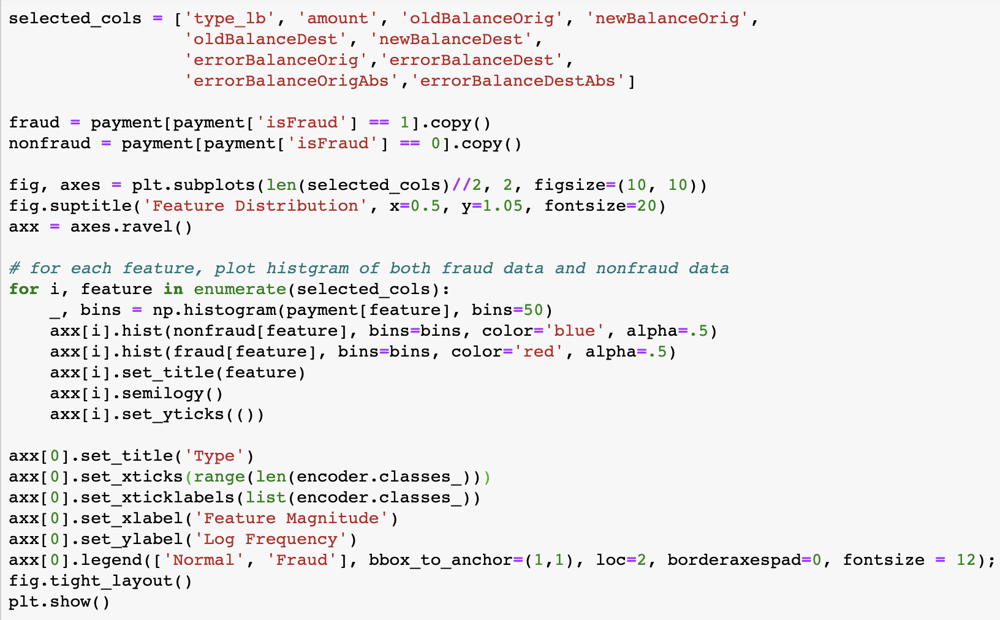 selected_cols = ['type_lb', 'amount', 'oldBalanceOrig', 'newBalanceOrig',
                 'oldBalanceDest', 'newBalanceDest',
                 'errorBalanceOrig','errorBalanceDest',
                 'errorBalanceOrigAbs','errorBalanceDestAbs']

fraud = payment[payment['isFraud'] == 1].copy()
nonfraud = payment[payment['isFraud'] == 0].copy()

fig, axes = plt.subplots(len(selected_cols)//2, 2, figsize=(10, 10))
fig.suptitle('Feature Distribution', x=0.5, y=1.05, fontsize=20)
axx = axes.ravel()

# for each feature, plot histgram of both fraud data and nonfraud data
for i, feature in enumerate(selected_cols):
    _, bins = np.histogram(payment[feature], bins=50)
    axx[i].hist(nonfraud[feature], bins=bins, color='blue', alpha=.5)
    axx[i].hist(fraud[feature], bins=bins, color='red', alpha=.5)
    axx[i].set_title(feature)
    axx[i].semilogy()
    axx[i].set_yticks(())

axx[0].set_title('Type')
axx[0].set_xticks(range(len(encoder.classes_)))
axx[0].set_xticklabels(list(encoder.classes_))
axx[0].set_xlabel('Feature Magnitude')
axx[0].set_ylabel('Log Frequency')
axx[0].legend(['Normal', 'Fraud'], bbox_to_anchor=(1,1), loc=2, borderaxespad=0, fontsize = 12);
fig.tight_layout()
plt.show()